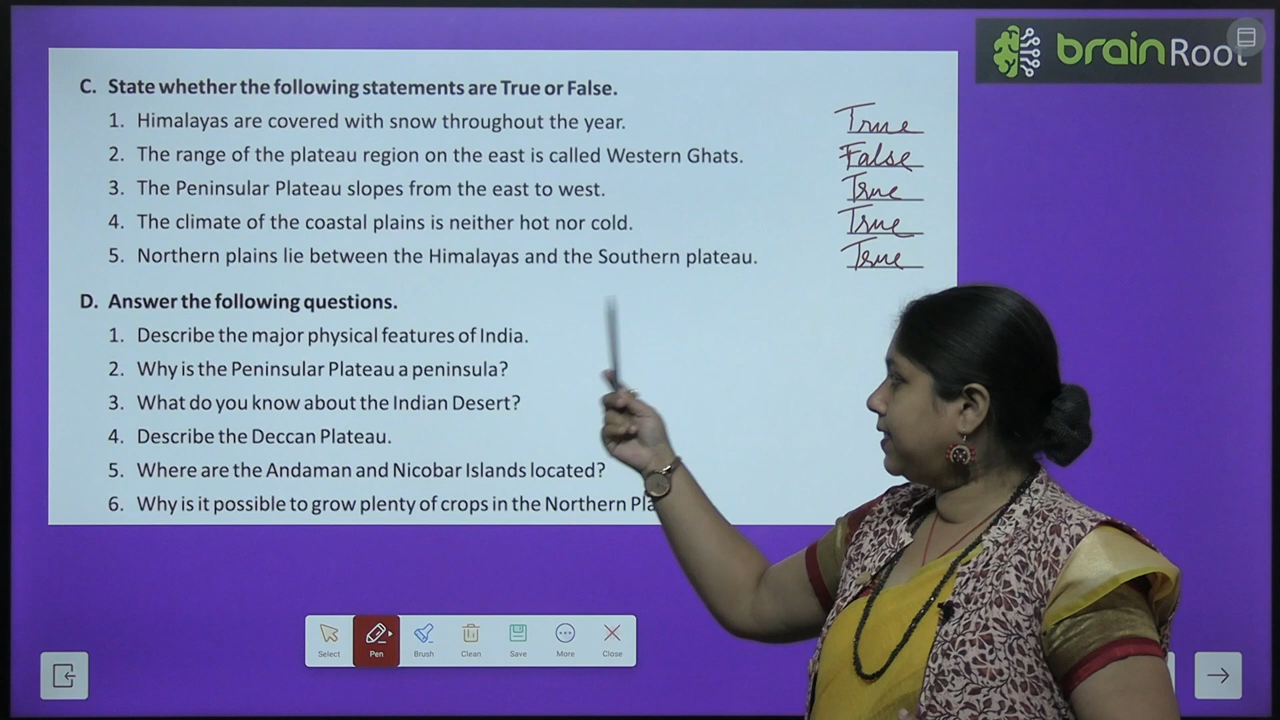 brainRoot
C. State whether the following statements are True or False.
1. Himalayas are covered with snow throughout the year. True
2. The range of the plateau region on the east is called Western Ghats. False
3. The Peninsular Plateau slopes from the east to west. True
4. The climate of the coastal plains is neither hot nor cold. True
5. Northern plains lie between the Himalayas and the Southern plateau. True
D. Answer the following questions.
1. Describe the major physical features of India.
2. Why is the Peninsular Plateau a peninsula?
3. What do you know about the Indian Desert?
4. Describe the Deccan Plateau.
5. Where are the Andaman and Nicobar Islands located?
6. Why is it possible to grow plenty of crops in the Northern
Select Pen Brush Clean Save More Close